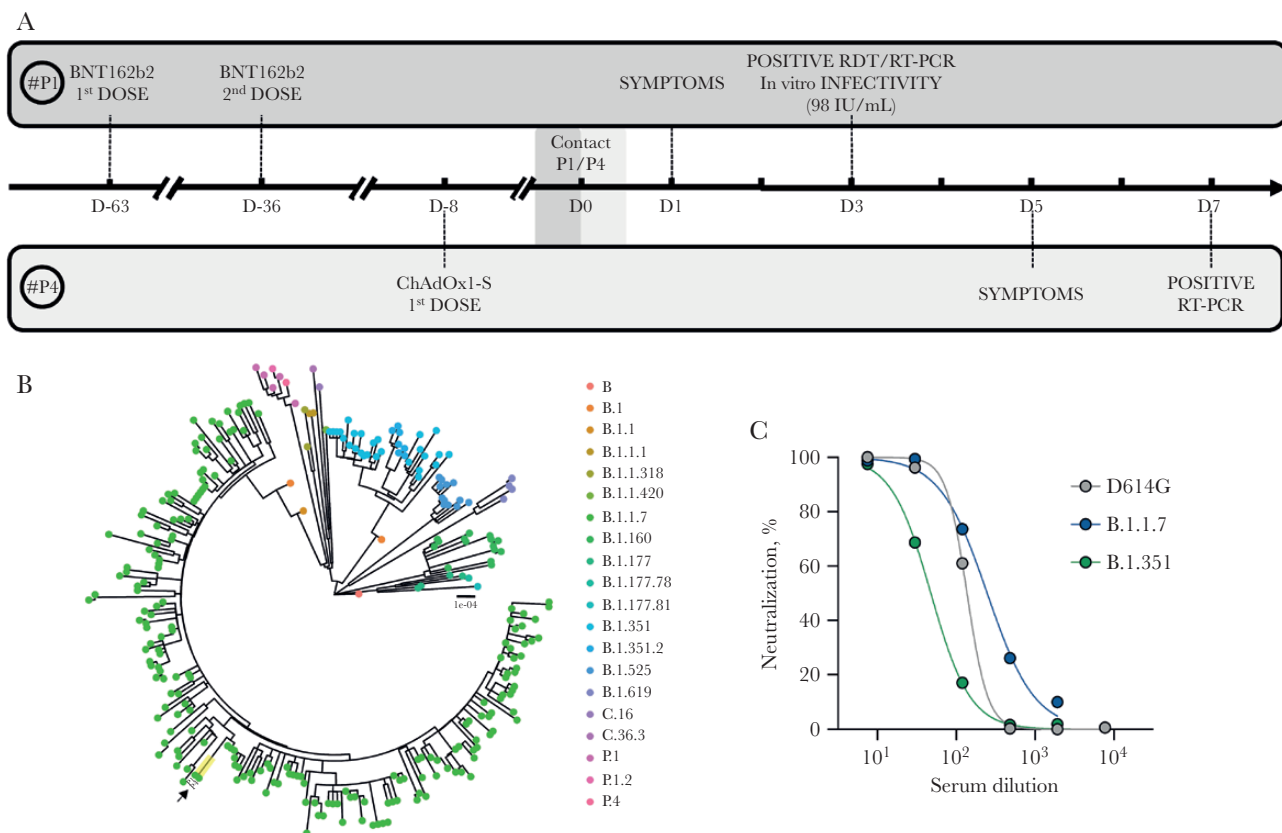 A
#P1
BNT162b2
1st DOSE
BNT162b2
2nd DOSE
SYMPTOMS
POSITIVE RDT/RT-PCR
In vitro INFECTIVITY
(98 IU/mL)
Contact
P1/P4
D-63
D-36
D-8
D0
D1
D3
D5
D7
#P4
ChAdOx1-S
1st DOSE
SYMPTOMS
POSITIVE
RT-PCR
B
1e-04
B
B.1
B.1.1
B.1.1.1
B.1.1.318
B.1.1.420
B.1.1.7
B.1.160
B.1.177
B.1.177.78
B.1.177.81
B.1.351
B.1.351.2
B.1.525
B.1.619
C.16
C.36.3
P.1
P.1.2
P.4
C
Neutralization, %
100
80
60
40
20
0
101
102
103
104
Serum dilution
D614G
B.1.1.7
B.1.351